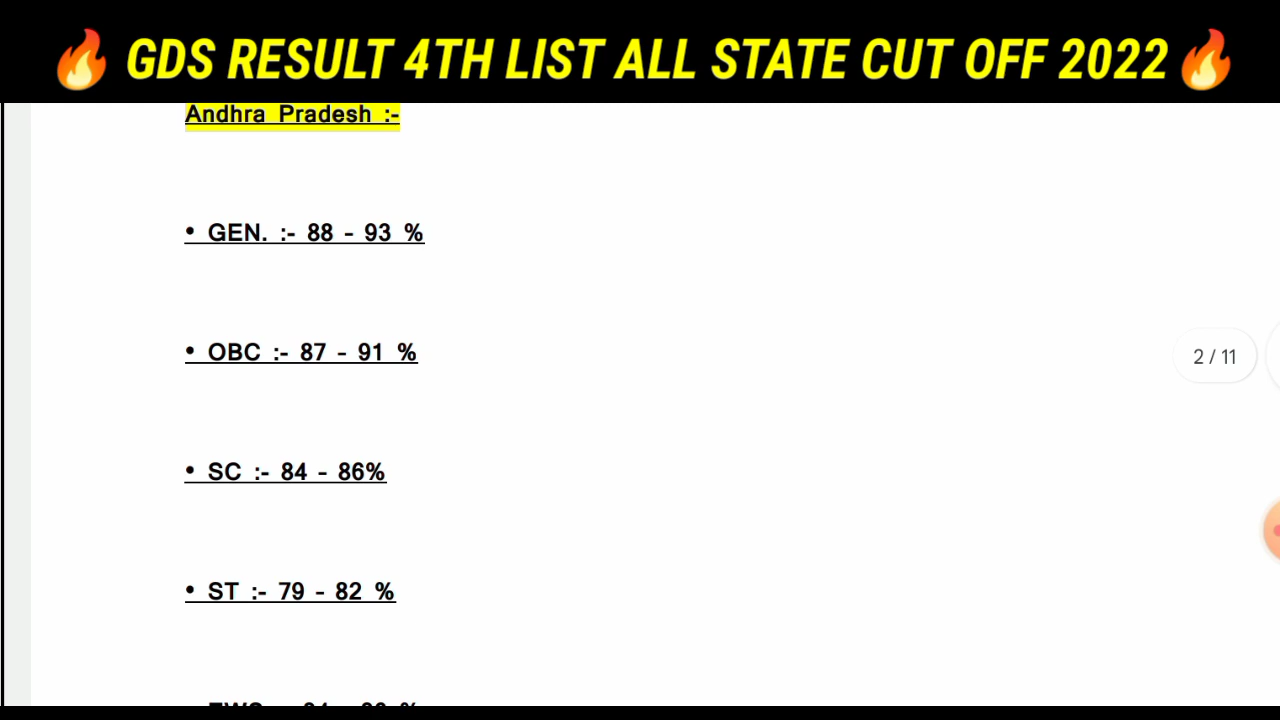 🔥 GDS RESULT 4TH LIST ALL STATE CUT OFF 2022 🔥
Andhra Pradesh :-
• GEN. :- 88 - 93 %
• OBC :- 87 - 91 %
2 / 11
• SC :- 84 - 86%
• ST :- 79 - 82 %